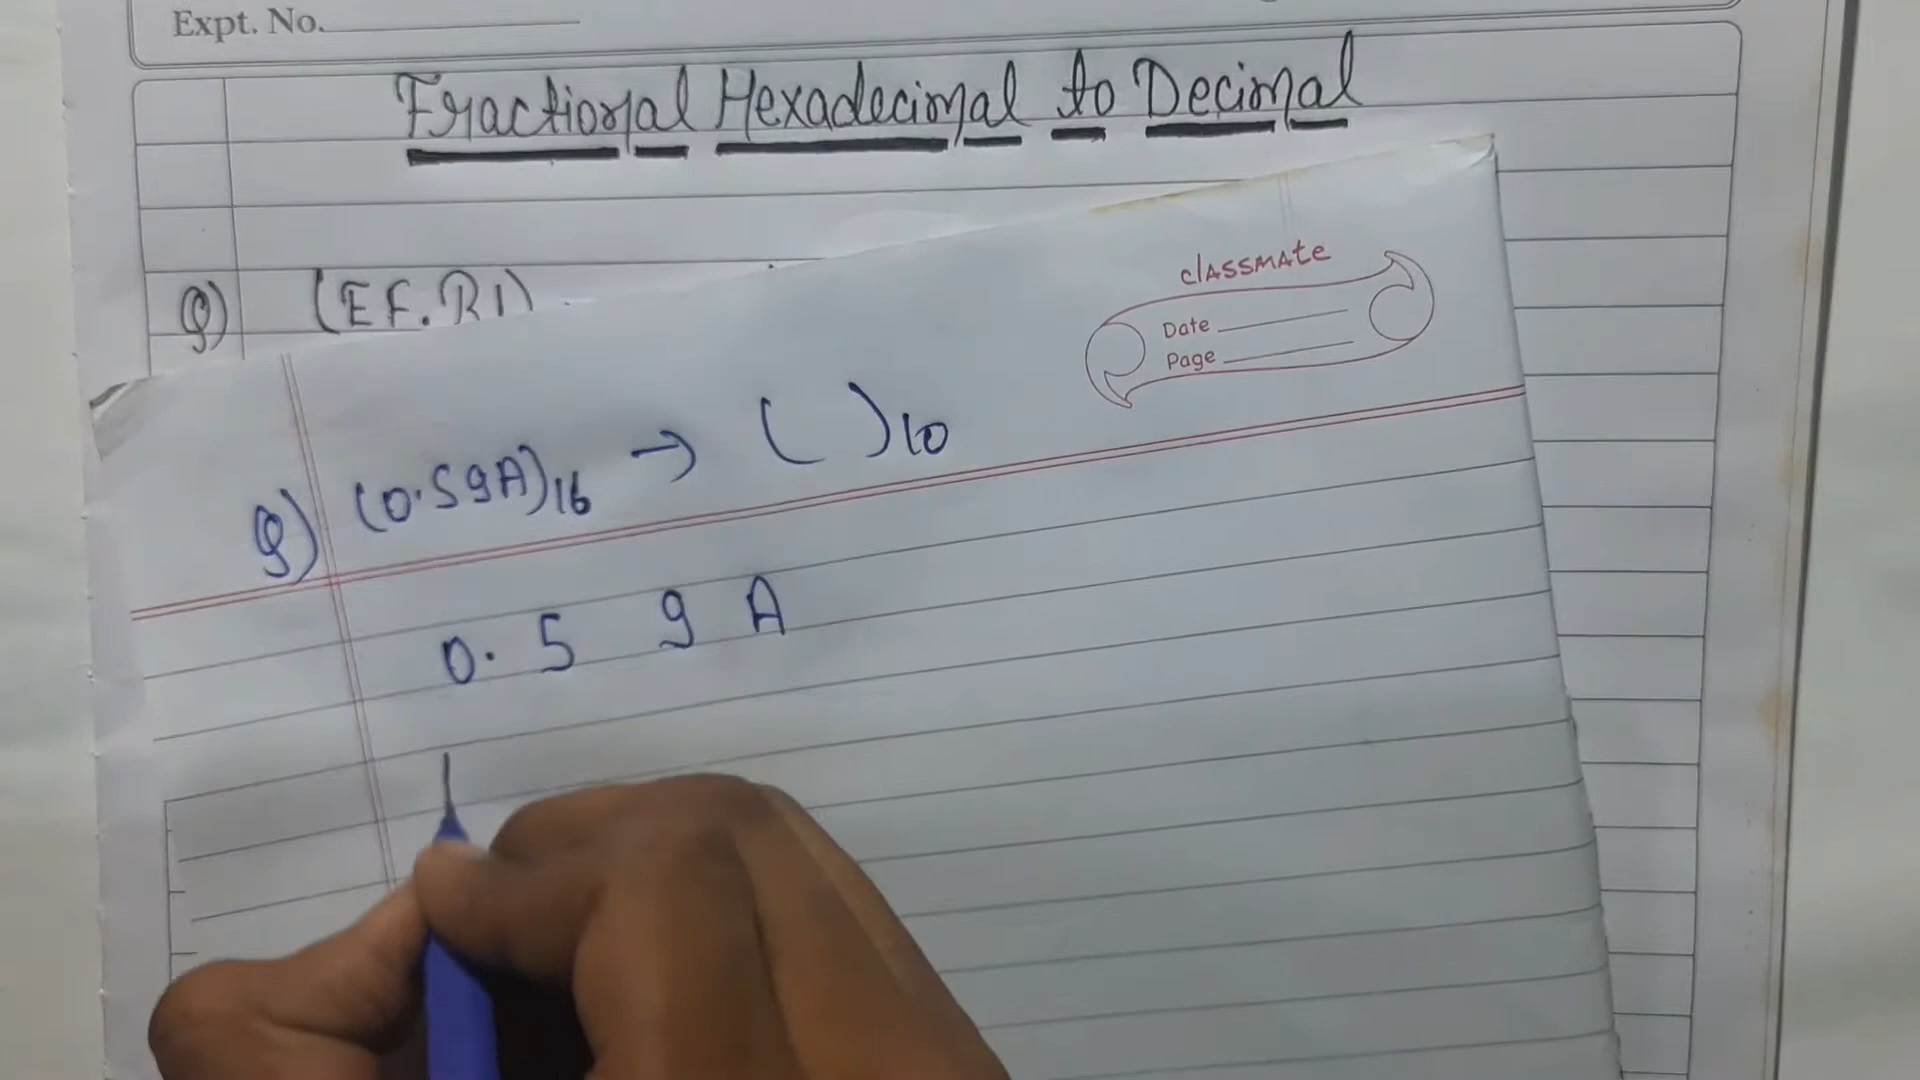 Expt. No.
Fractional Hexadecimal to Decimal
Q) (EF.B1)
classmate
Date
Page
Q) (0.59A)16 → ( )10
0. 5 9 A